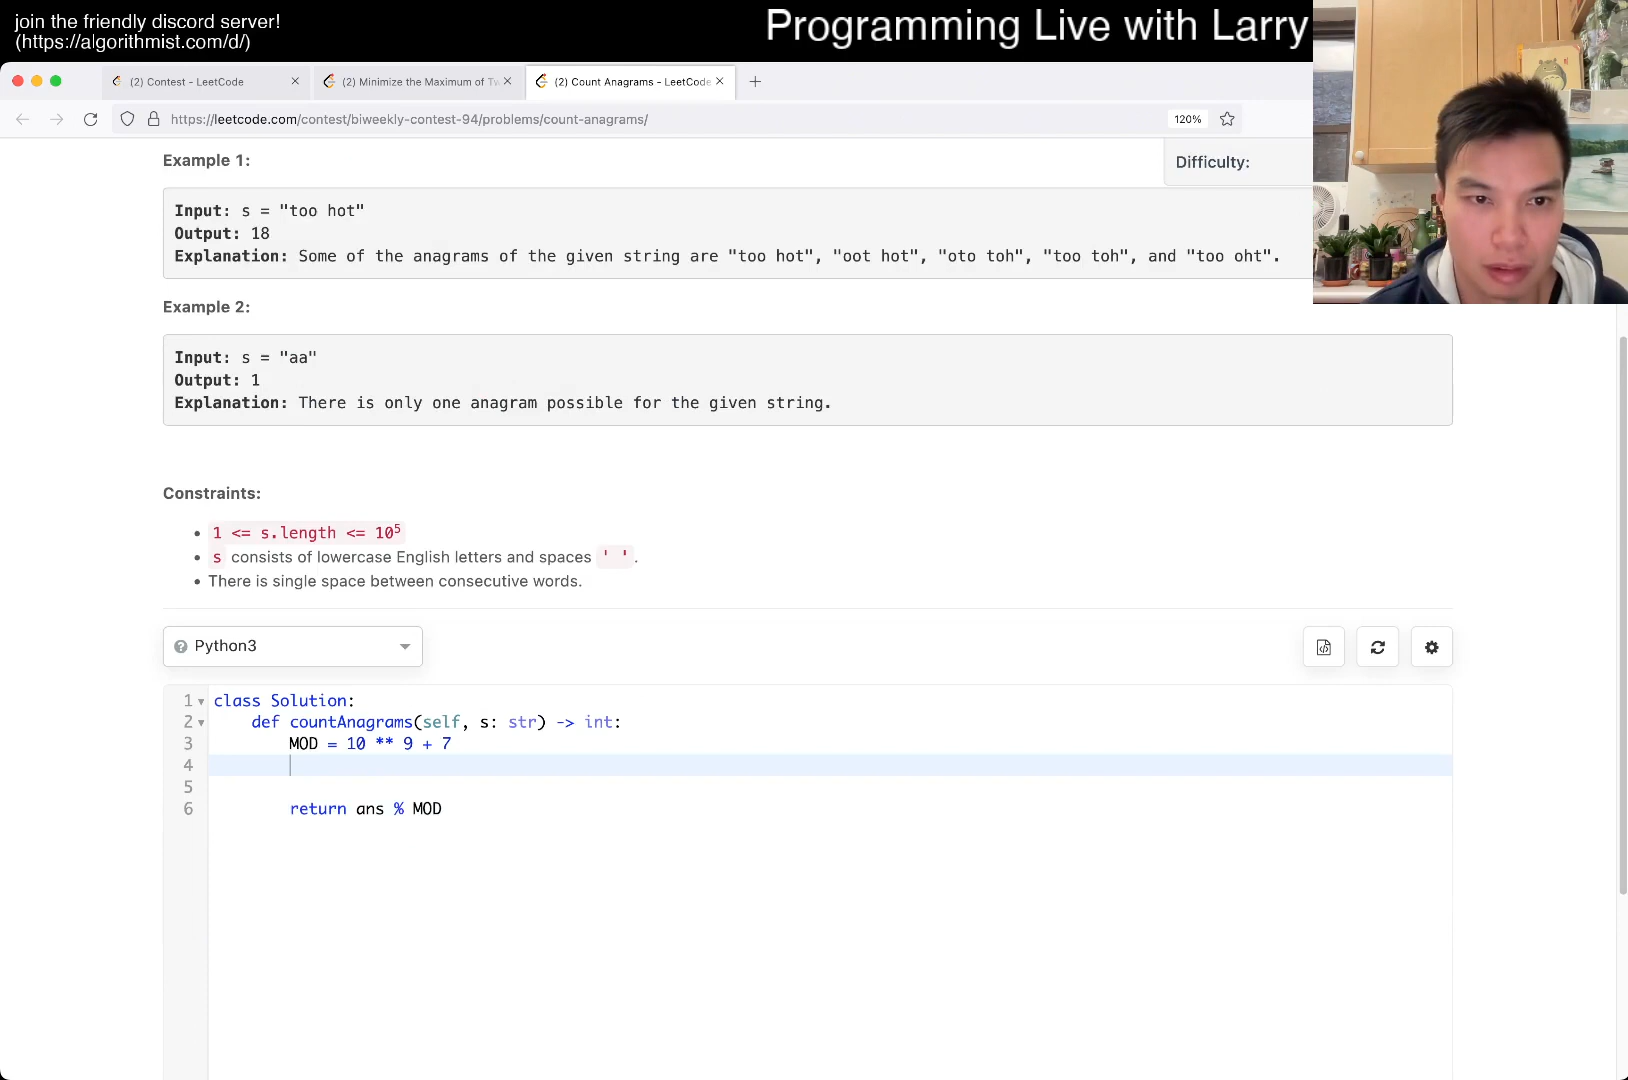 join the friendly discord server!
(https://algorithmist.com/d/)
Programming Live with Larry
(2) Contest - LeetCode
(2) Minimize the Maximum of Tw
(2) Count Anagrams - LeetCode
https://leetcode.com/contest/biweekly-contest-94/problems/count-anagrams/
120%
Example 1:
Difficulty:
Input: s = "too hot"
Output: 18
Explanation: Some of the anagrams of the given string are "too hot", "oot hot", "oto toh", "too toh", and "too oht".
Example 2:
Input: s = "aa"
Output: 1
Explanation: There is only one anagram possible for the given string.
Constraints:
1 <= s.length <= 10⁵
s consists of lowercase English letters and spaces ' '.
There is single space between consecutive words.
Python3
1 class Solution:
2 def countAnagrams(self, s: str) -> int:
3 MOD = 10 ** 9 + 7
4
5
6 return ans % MOD